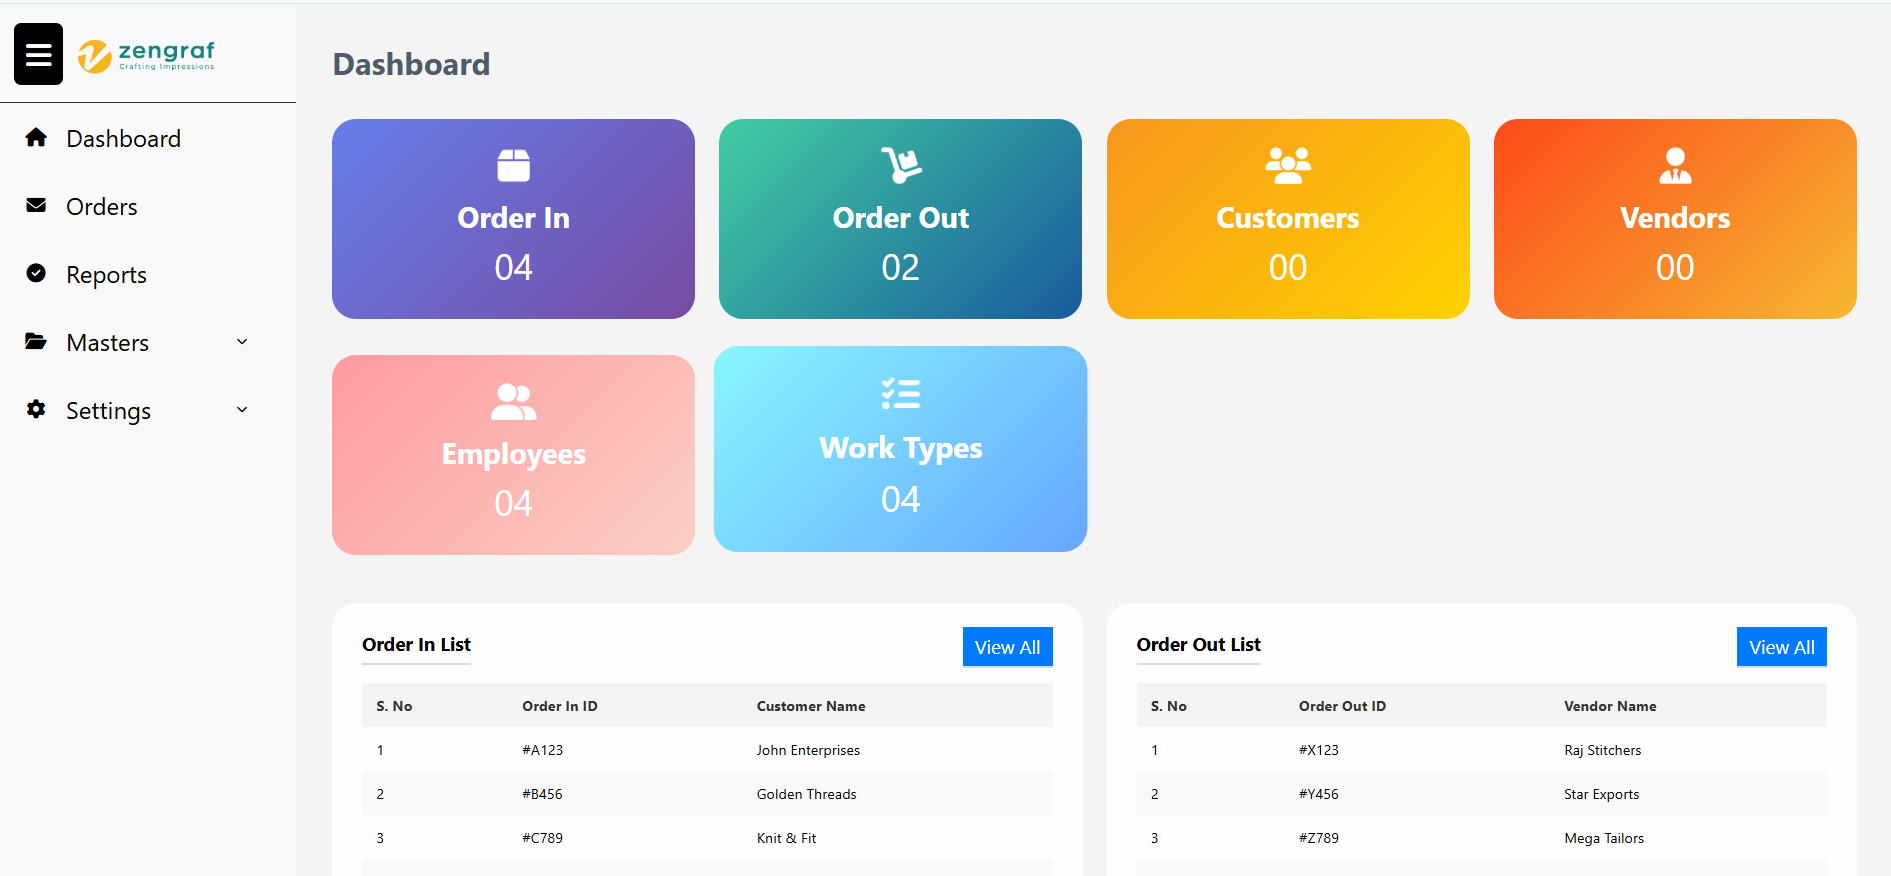 zengraf
Crafting Impressions
Dashboard
Orders
Reports
Masters
Settings
Dashboard
Order In
04
Order Out
02
Customers
00
Vendors
00
Employees
04
Work Types
04
Order In List
View All
S. No Order In ID Customer Name
1 #A123 John Enterprises
2 #B456 Golden Threads
3 #C789 Knit & Fit
Order Out List
View All
S. No Order Out ID Vendor Name
1 #X123 Raj Stitchers
2 #Y456 Star Exports
3 #Z789 Mega Tailors